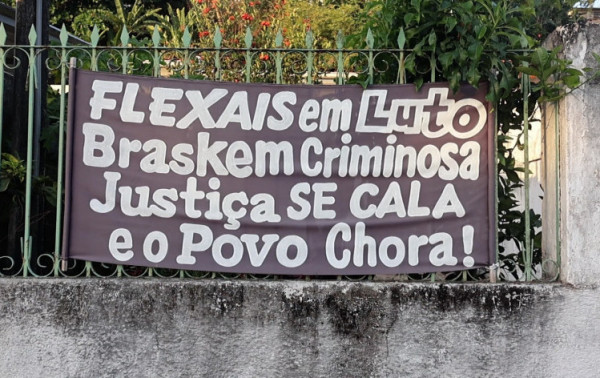 FLEXAIS em Luto
Braskem Criminosa
Justiça SE CALA
e o Povo Chora!